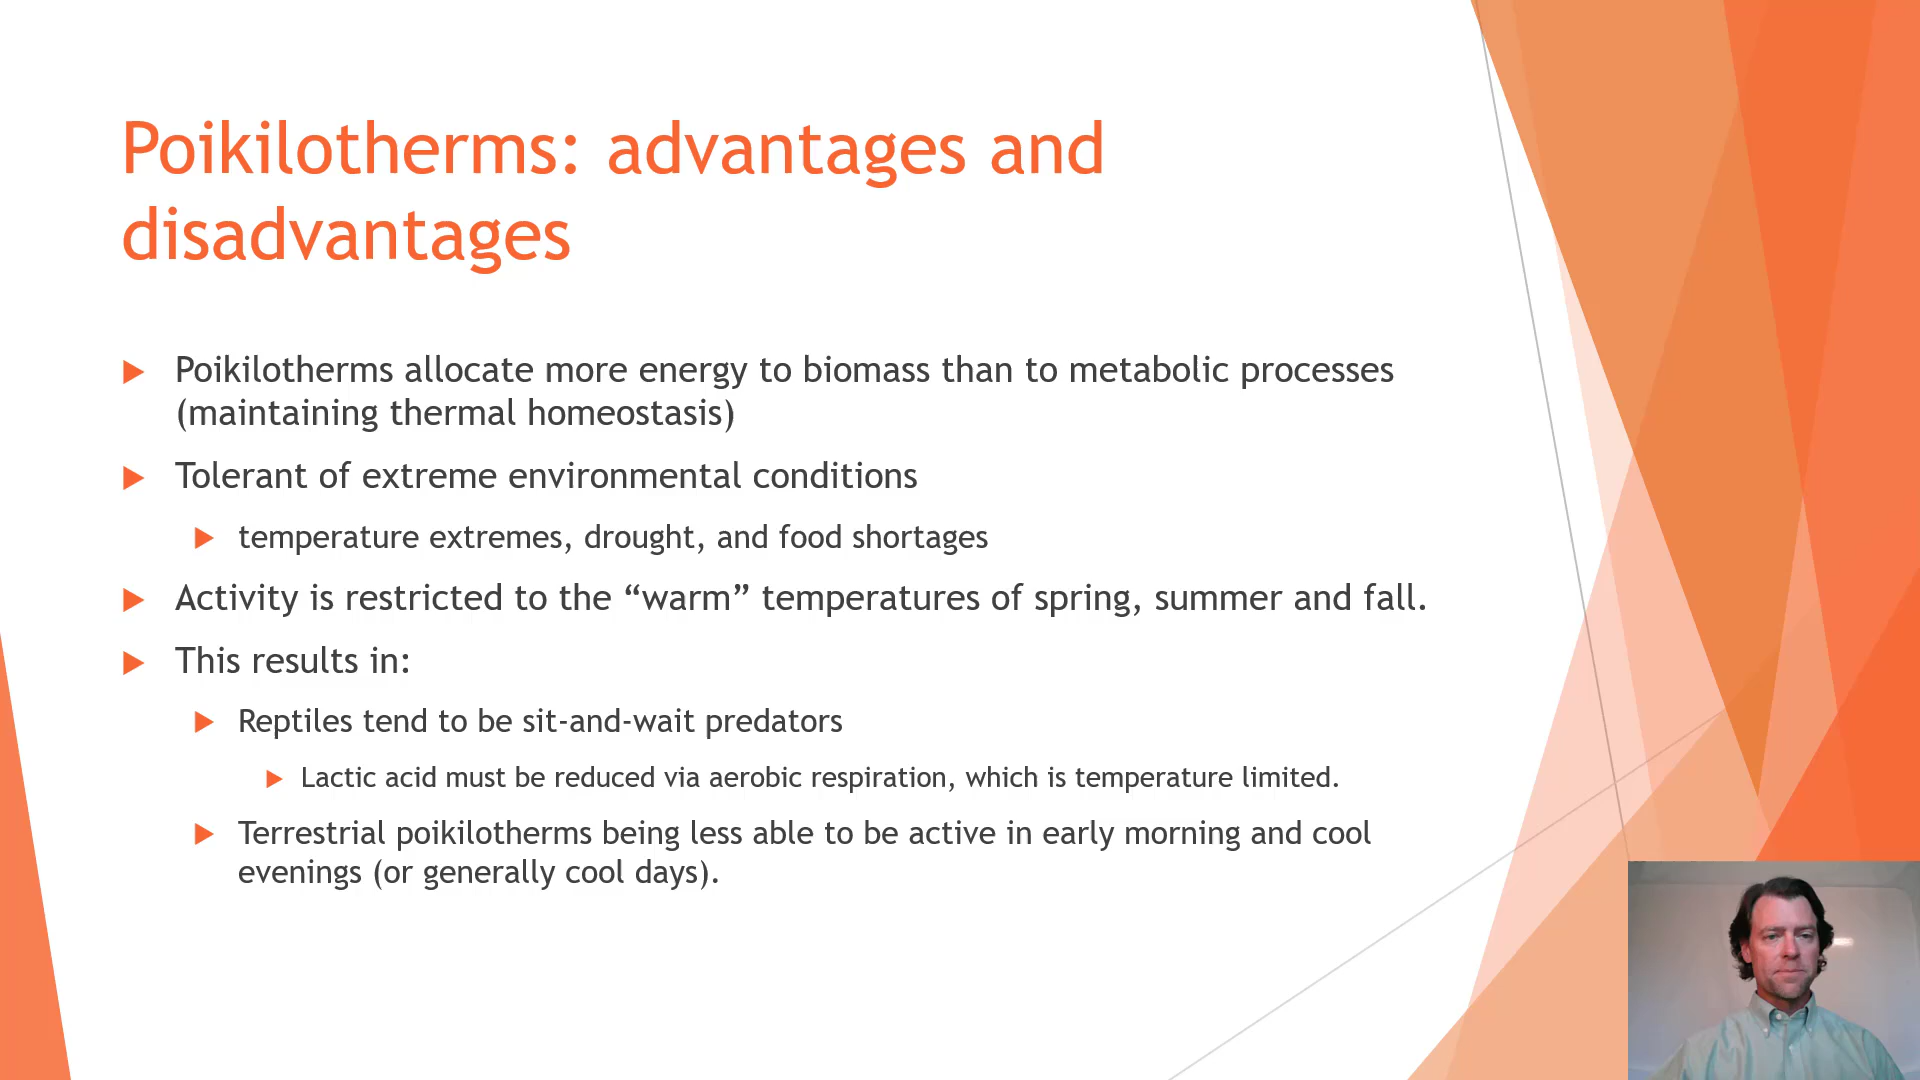 Poikilotherms: advantages and
disadvantages
Poikilotherms allocate more energy to biomass than to metabolic processes
(maintaining thermal homeostasis)
Tolerant of extreme environmental conditions
temperature extremes, drought, and food shortages
Activity is restricted to the “warm” temperatures of spring, summer and fall.
This results in:
Reptiles tend to be sit-and-wait predators
Lactic acid must be reduced via aerobic respiration, which is temperature limited.
Terrestrial poikilotherms being less able to be active in early morning and cool
evenings (or generally cool days).